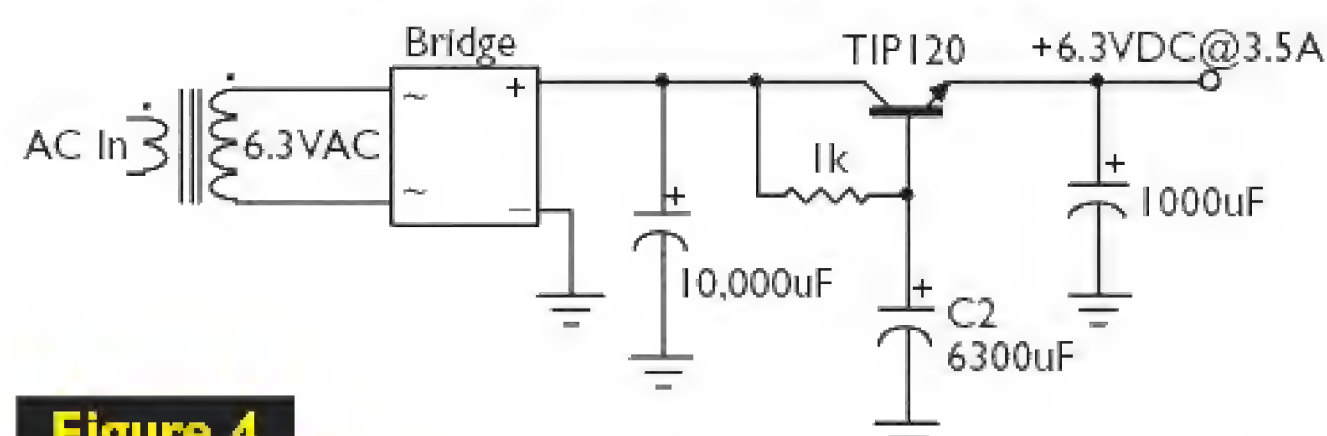 Bridge
TIP120
+6.3VDC@3.5A
~
+
AC In
6.3VAC
~
−
+
1k
+
1000uF
10,000uF
+
C2
6300uF
Figure 4